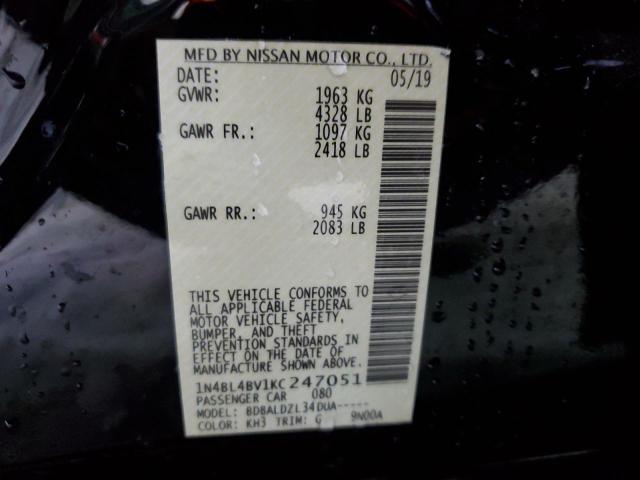 MFD BY NISSAN MOTOR CO., LTD.
DATE: 05/19
GVWR: 1963 KG
4328 LB
GAWR FR.: 1097 KG
2418 LB
GAWR RR.: 945 KG
2083 LB
THIS VEHICLE CONFORMS TO
ALL APPLICABLE FEDERAL
MOTOR VEHICLE SAFETY,
BUMPER, AND THEFT
PREVENTION STANDARDS IN
EFFECT ON THE DATE OF
MANUFACTURE SHOWN ABOVE.
1N4BL4BV1KC247051
PASSENGER CAR 080
MODEL: BDBALDZL34DUA-----
COLOR: KH3 TRIM: G 9N00A